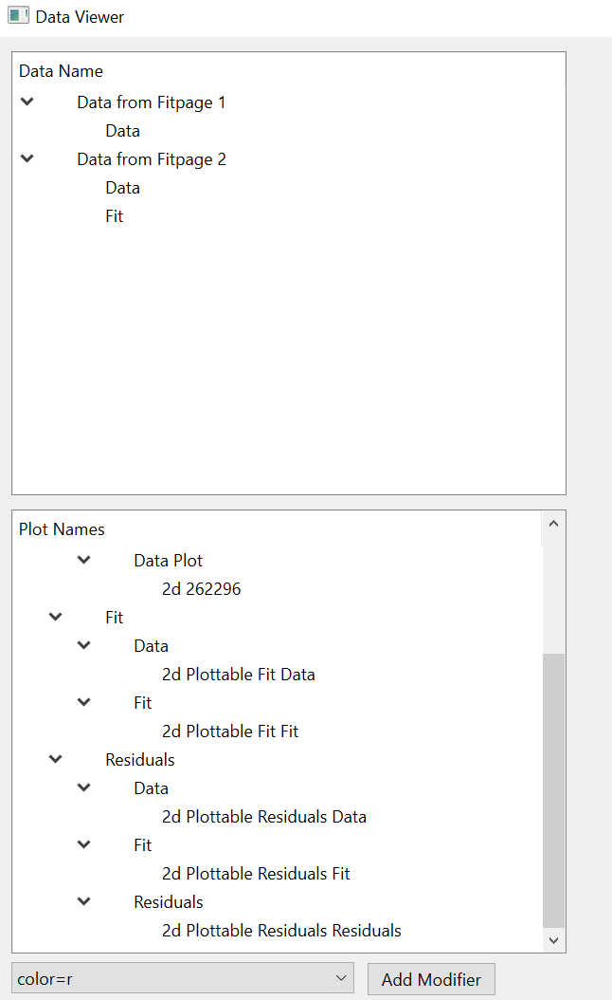 Data Viewer
Data Name
Data from Fitpage 1
Data
Data from Fitpage 2
Data
Fit
Plot Names
Data Plot
2d 262296
Fit
Data
2d Plottable Fit Data
Fit
2d Plottable Fit Fit
Residuals
Data
2d Plottable Residuals Data
Fit
2d Plottable Residuals Fit
Residuals
2d Plottable Residuals Residuals
color=r Add Modifier